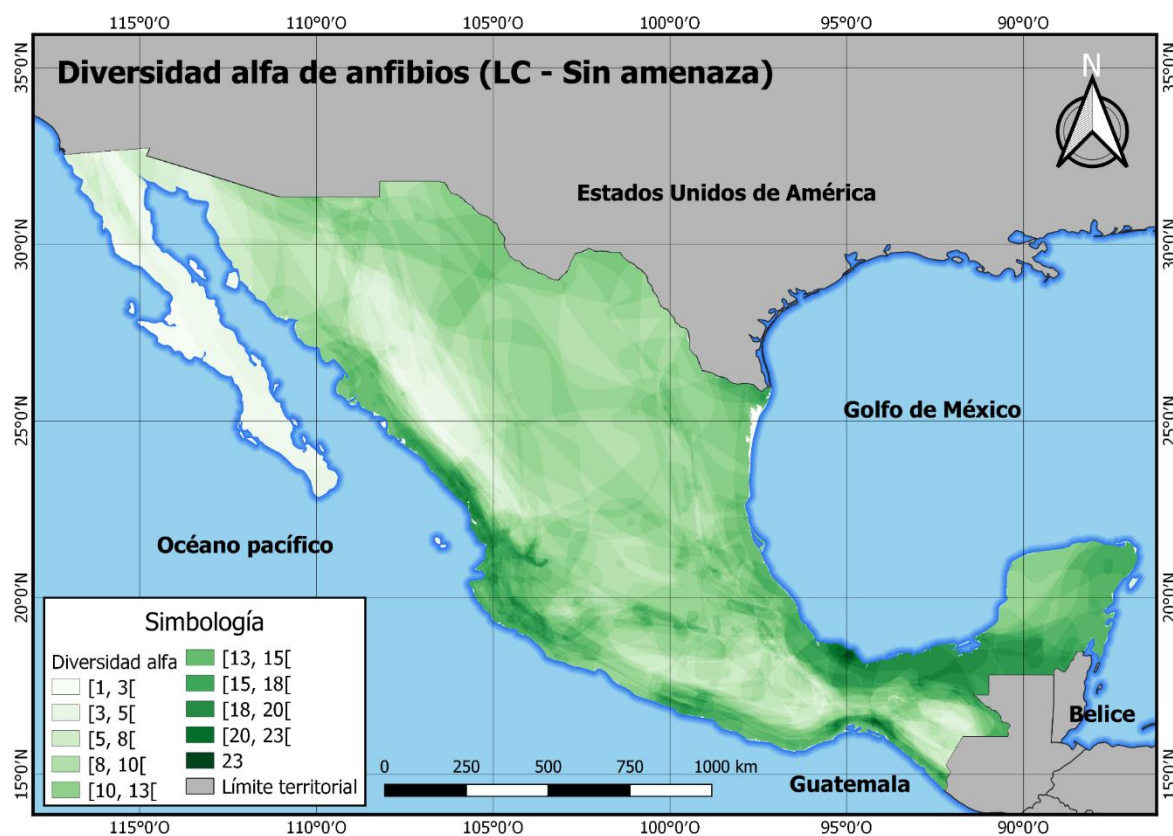 115°0'O 110°0'O 105°0'O 100°0'O 95°0'O 90°0'O
Diversidad alfa de anfibios (LC - Sin amenaza)
N
35°0'N 35°0'N
Estados Unidos de América
30°0'N 30°0'N
Golfo de México
25°0'N 25°0'N
Océano pacífico
20°0'N 20°0'N
Simbología
Diversidad alfa
[1, 3[
[3, 5[
[5, 8[
[8, 10[
[10, 13[
[13, 15[
[15, 18[
[18, 20[
[20, 23[
23
Límite territorial
Belice
Guatemala
0 250 500 750 1000 km
15°0'N 15°0'N
115°0'O 110°0'O 105°0'O 100°0'O 95°0'O 90°0'O